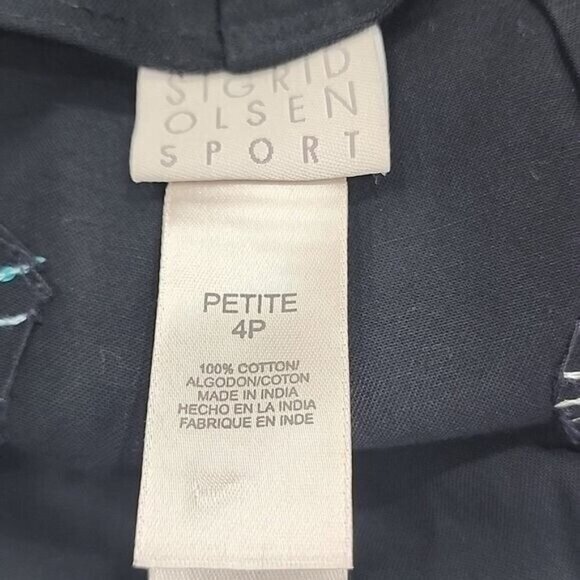 SIGRID
OLSEN
SPORT
PETITE
4P
100% COTTON/
ALGODON/COTON
MADE IN INDIA
HECHO EN LA INDIA
FABRIQUE EN INDE